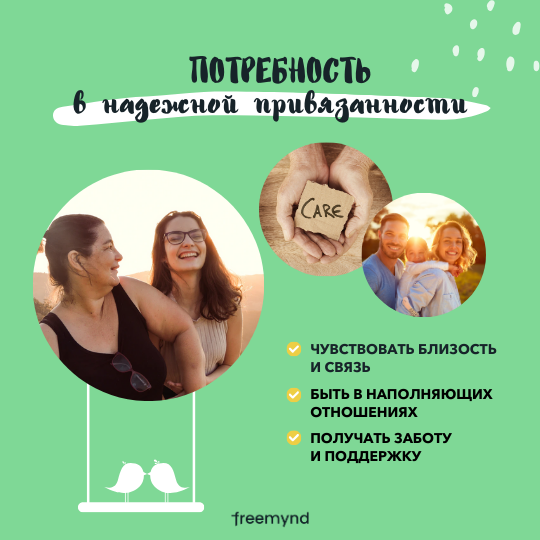 ПОТРЕБНОСТЬ
в надежной привязанности
CARE
ЧУВСТВОВАТЬ БЛИЗОСТЬ
И СВЯЗЬ
БЫТЬ В НАПОЛНЯЮЩИХ
ОТНОШЕНИЯХ
ПОЛУЧАТЬ ЗАБОТУ
И ПОДДЕРЖКУ
freemynd